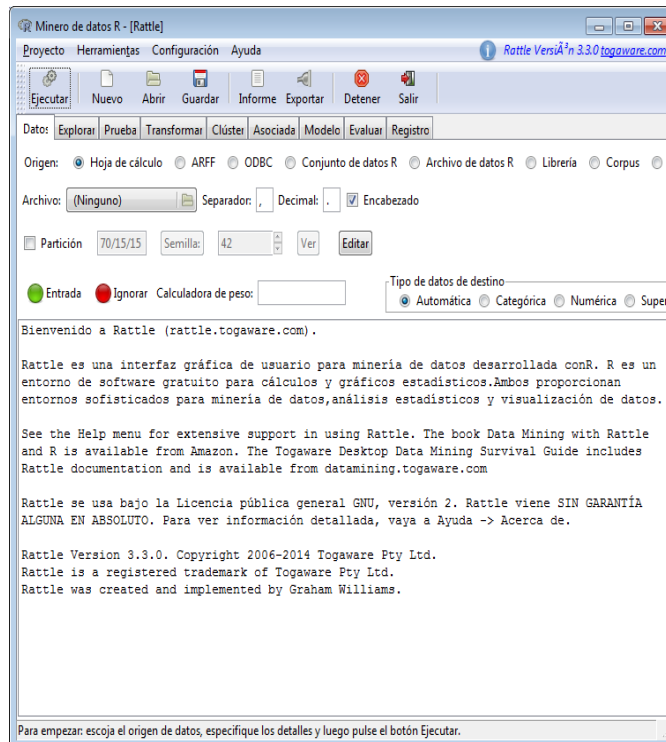 Minero de datos R - [Rattle]
Proyecto Herramientas Configuración Ayuda Rattle VersiÃ³n 3.3.0 togaware.com
Ejecutar Nuevo Abrir Guardar Informe Exportar Detener Salir
Datos Explorar Prueba Transformar Clúster Asociada Modelo Evaluar Registro
Origen: Hoja de cálculo ARFF ODBC Conjunto de datos R Archivo de datos R Librería Corpus
Archivo: (Ninguno) Separador: , Decimal: . Encabezado
Partición 70/15/15 Semilla: 42 Ver Editar
Tipo de datos de destino
Entrada Ignorar Calculadora de peso: Automática Categórica Numérica Super
Bienvenido a Rattle (rattle.togaware.com).
Rattle es una interfaz gráfica de usuario para minería de datos desarrollada conR. R es un
entorno de software gratuito para cálculos y gráficos estadísticos.Ambos proporcionan
entornos sofisticados para minería de datos,análisis estadísticos y visualización de datos.
See the Help menu for extensive support in using Rattle. The book Data Mining with Rattle
and R is available from Amazon. The Togaware Desktop Data Mining Survival Guide includes
Rattle documentation and is available from datamining.togaware.com
Rattle se usa bajo la Licencia pública general GNU, versión 2. Rattle viene SIN GARANTÍA
ALGUNA EN ABSOLUTO. Para ver información detallada, vaya a Ayuda -> Acerca de.
Rattle Version 3.3.0. Copyright 2006-2014 Togaware Pty Ltd.
Rattle is a registered trademark of Togaware Pty Ltd.
Rattle was created and implemented by Graham Williams.
Para empezar: escoja el origen de datos, especifique los detalles y luego pulse el botón Ejecutar.